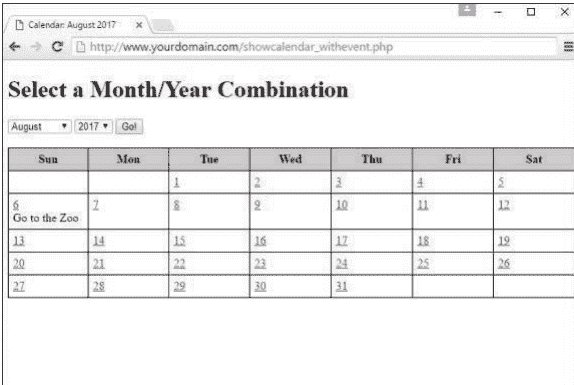 Calendar: August 2017
http://www.yourdomain.com/showcalendar_withevent.php
Select a Month/Year Combination
August 2017 Go!
Sun Mon Tue Wed Thu Fri Sat
1 2 3 4 5
6 7 8 9 10 11 12
Go to the Zoo
13 14 15 16 17 18 19
20 21 22 23 24 25 26
27 28 29 30 31